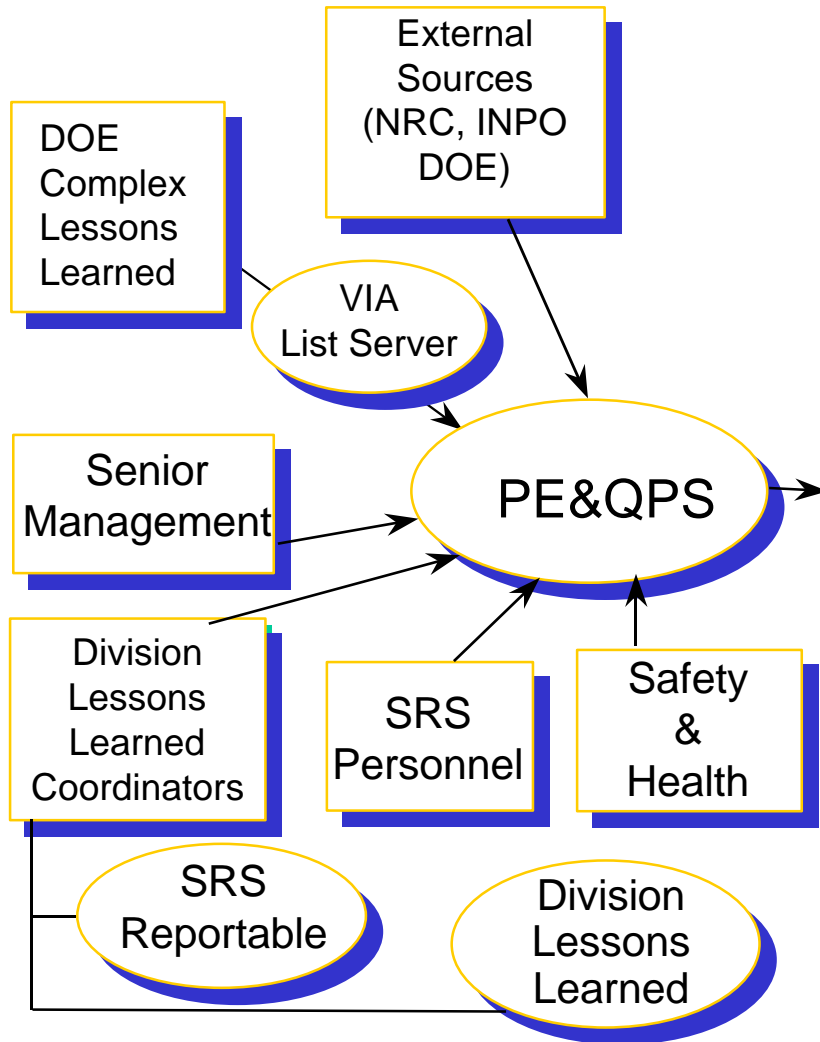 External
Sources
(NRC, INPO
DOE)
DOE
Complex
Lessons
Learned
VIA
List Server
Senior
Management
PE&QPS
Division
Lessons
Learned
Coordinators
SRS
Personnel
Safety
&
Health
SRS
Reportable
Division
Lessons
Learned